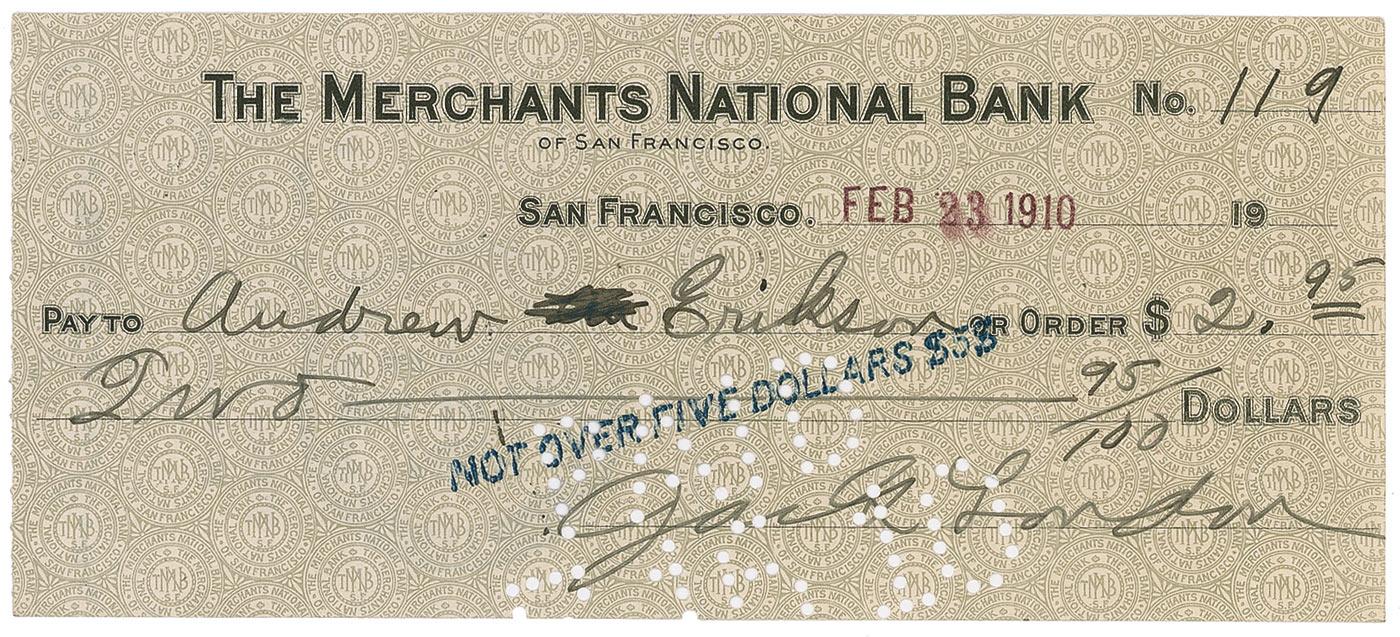 THE MERCHANTS NATIONAL BANK No. 119
OF SAN FRANCISCO.
SAN FRANCISCO. FEB 23 1910 19
PAY TO Andrew Erikson OR ORDER $ 2.95
Two 95/100 DOLLARS
NOT OVER FIVE DOLLARS $5$
Jack London